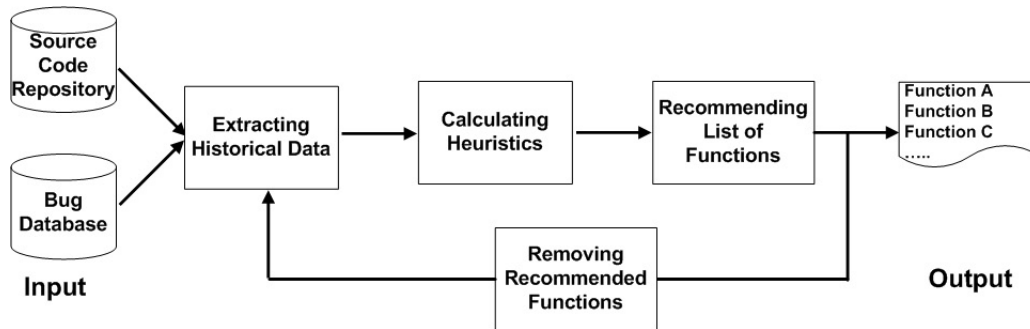 Source
Code
Repository
Bug
Database
Input
Extracting
Historical Data
Calculating
Heuristics
Recommending
List of
Functions
Removing
Recommended
Functions
Function A
Function B
Function C
.....
Output